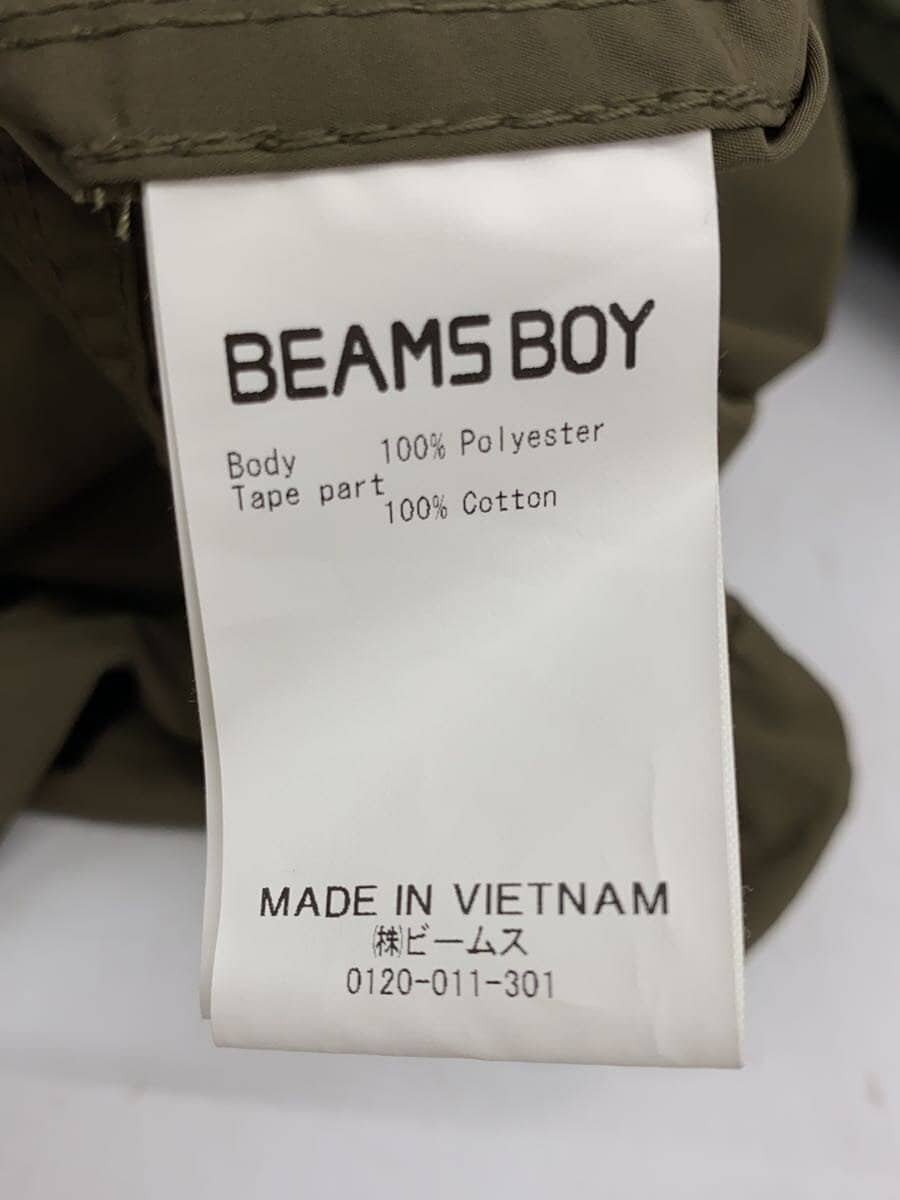 BEAMS BOY
Body 100% Polyester
Tape part
100% Cotton
MADE IN VIETNAM
㈱ビームス
0120-011-301